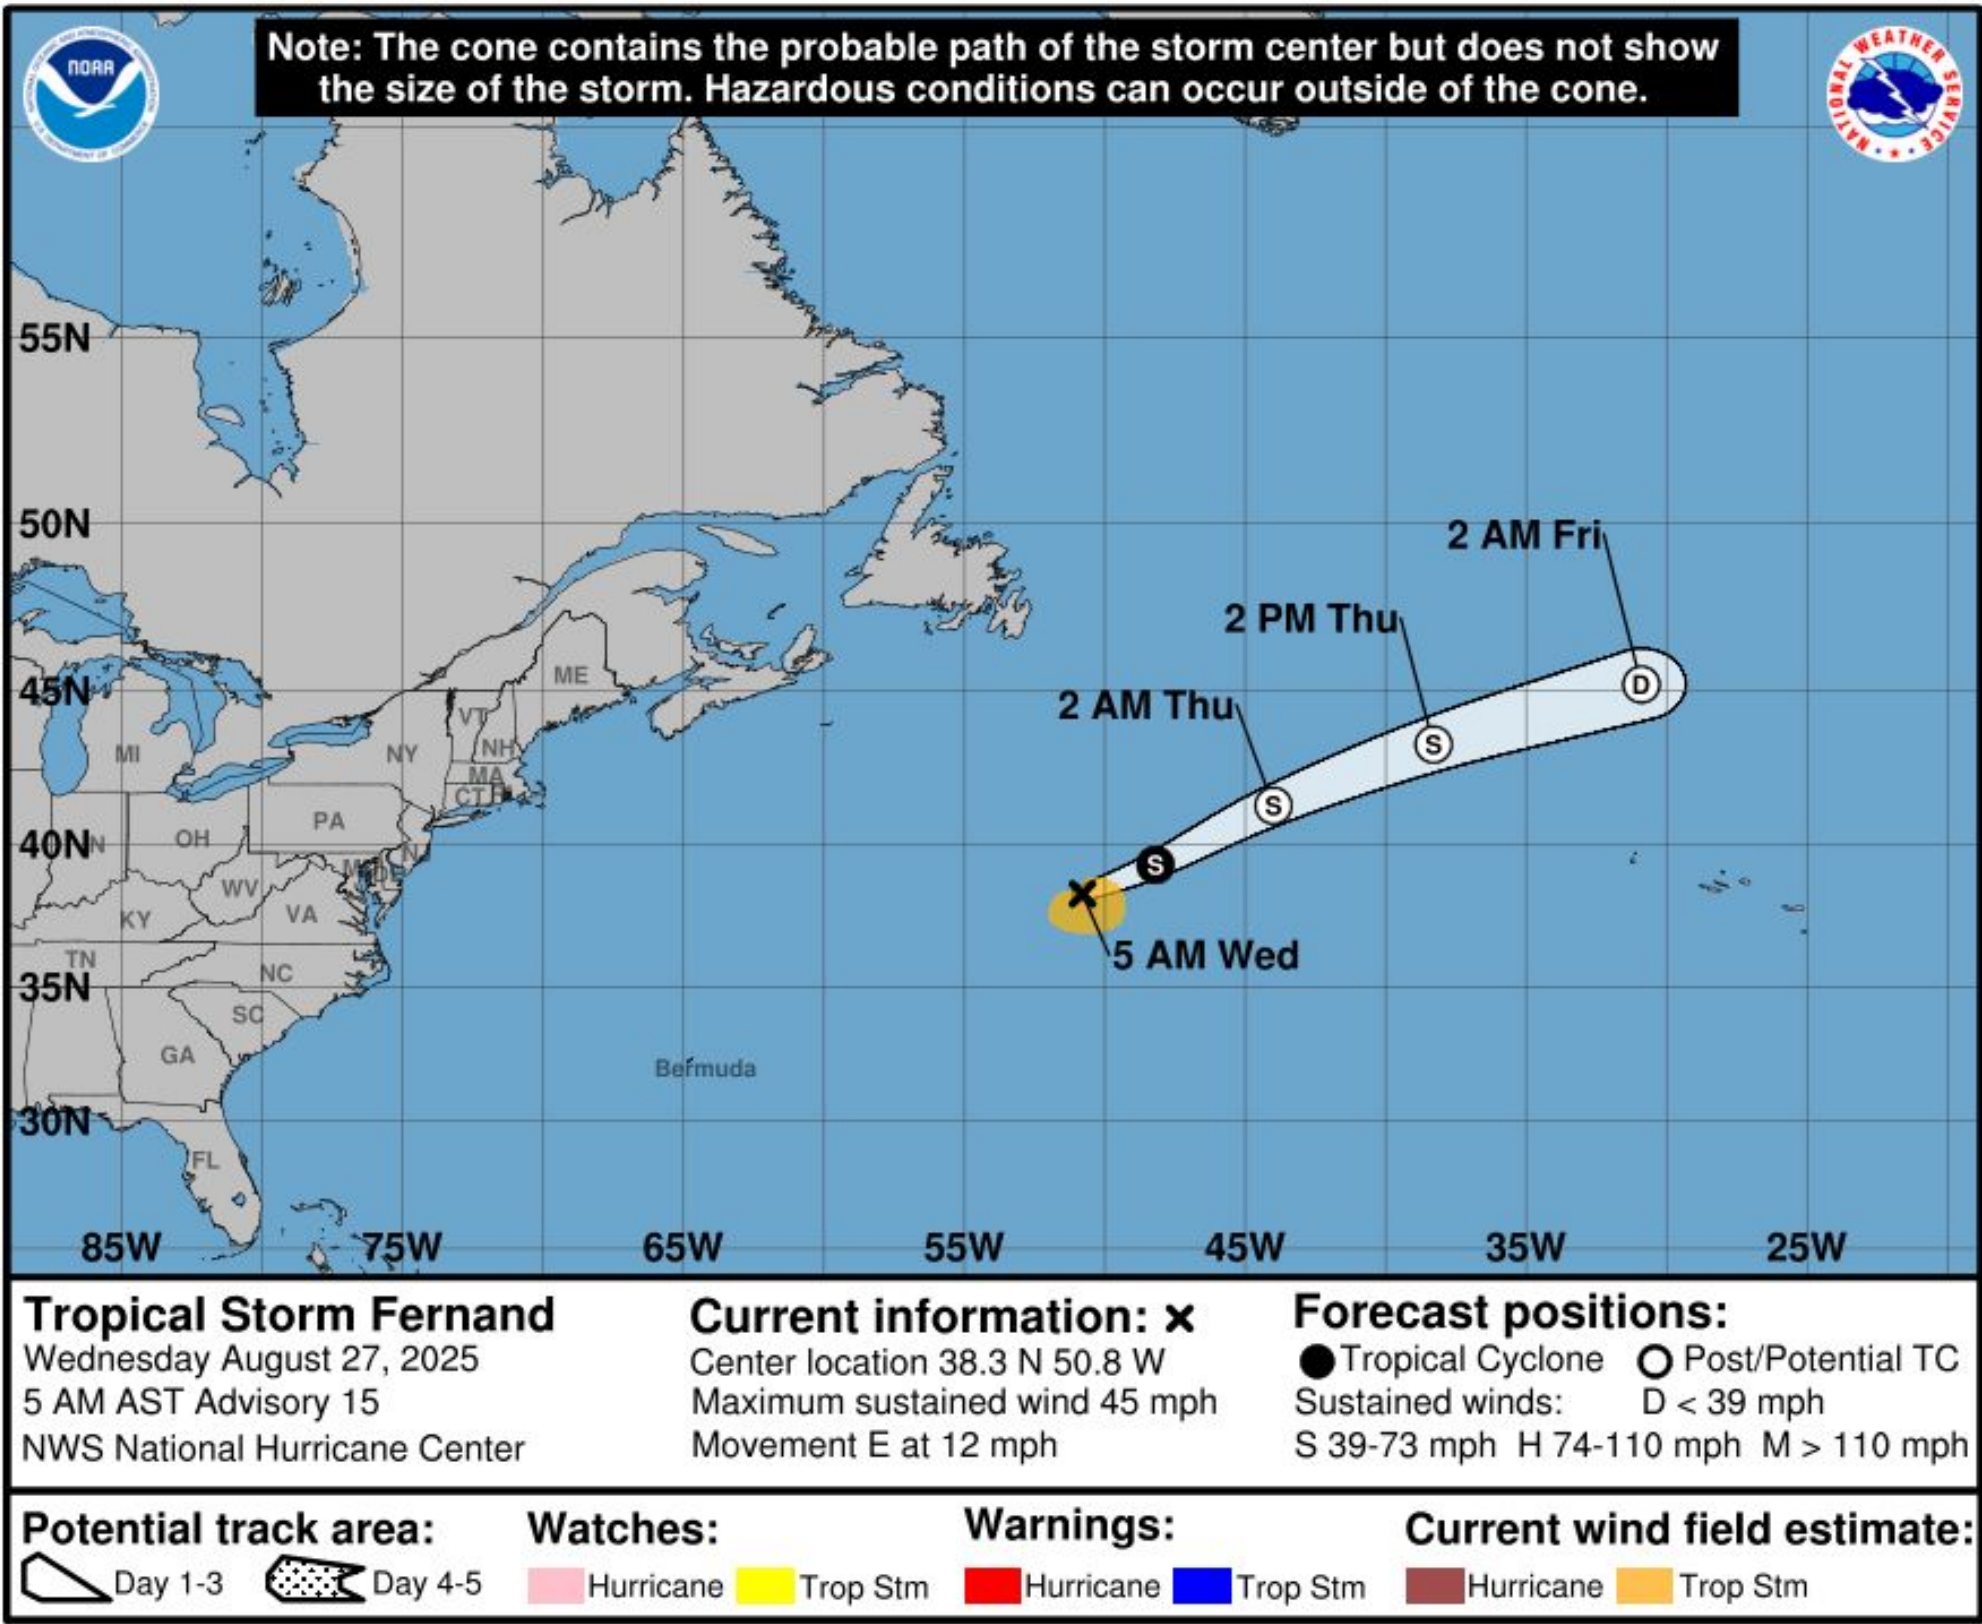 Note: The cone contains the probable path of the storm center but does not show
the size of the storm. Hazardous conditions can occur outside of the cone.
NOAA
NATIONAL WEATHER SERVICE
55N
50N
2 AM Fri
2 PM Thu
ME
45N
D
2 AM Thu
VT
MI
NY
NH
S
MA
CT
S
PA
OH
40N
S
WV
KY
VA
5 AM Wed
TN
NC
35N
SC
GA
Bermuda
30N
FL
85W 75W 65W 55W 45W 35W 25W
Tropical Storm Fernand
Wednesday August 27, 2025
5 AM AST Advisory 15
NWS National Hurricane Center
Current information: x
Center location 38.3 N 50.8 W
Maximum sustained wind 45 mph
Movement E at 12 mph
Forecast positions:
Tropical Cyclone Post/Potential TC
Sustained winds: D < 39 mph
S 39-73 mph H 74-110 mph M > 110 mph
Potential track area:
Day 1-3 Day 4-5
Watches:
Hurricane Trop Stm
Warnings:
Hurricane Trop Stm
Current wind field estimate:
Hurricane Trop Stm